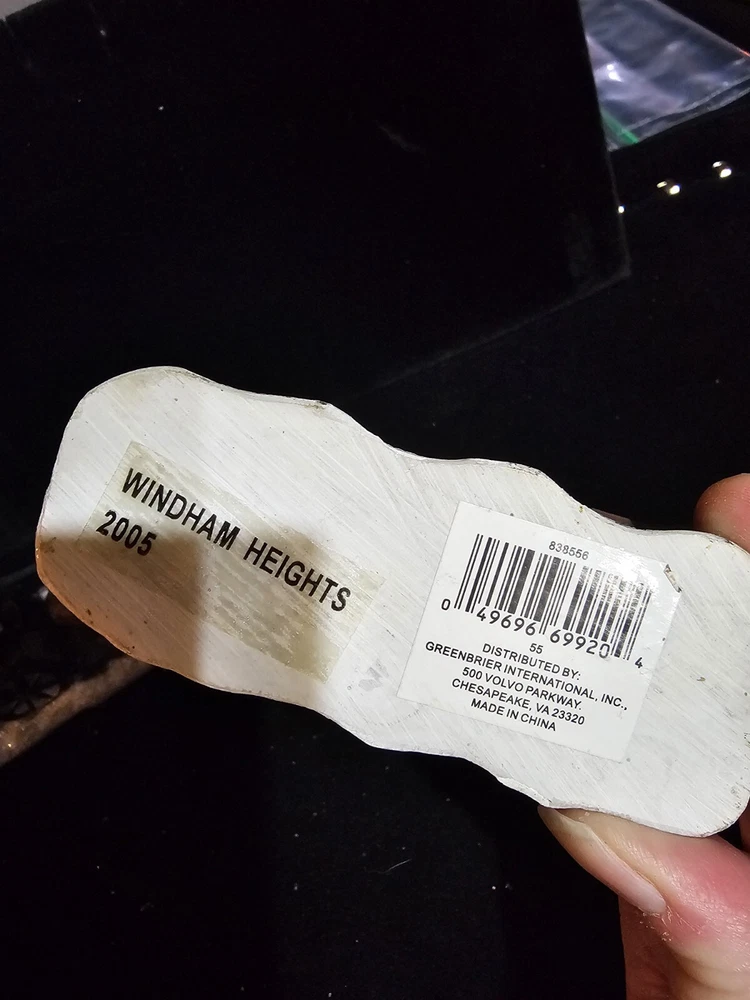 WINDHAM HEIGHTS
2005
838556
0 49696 69920 4
55
DISTRIBUTED BY:
GREENBRIER INTERNATIONAL, INC.,
500 VOLVO PARKWAY.
CHESAPEAKE, VA 23320
MADE IN CHINA